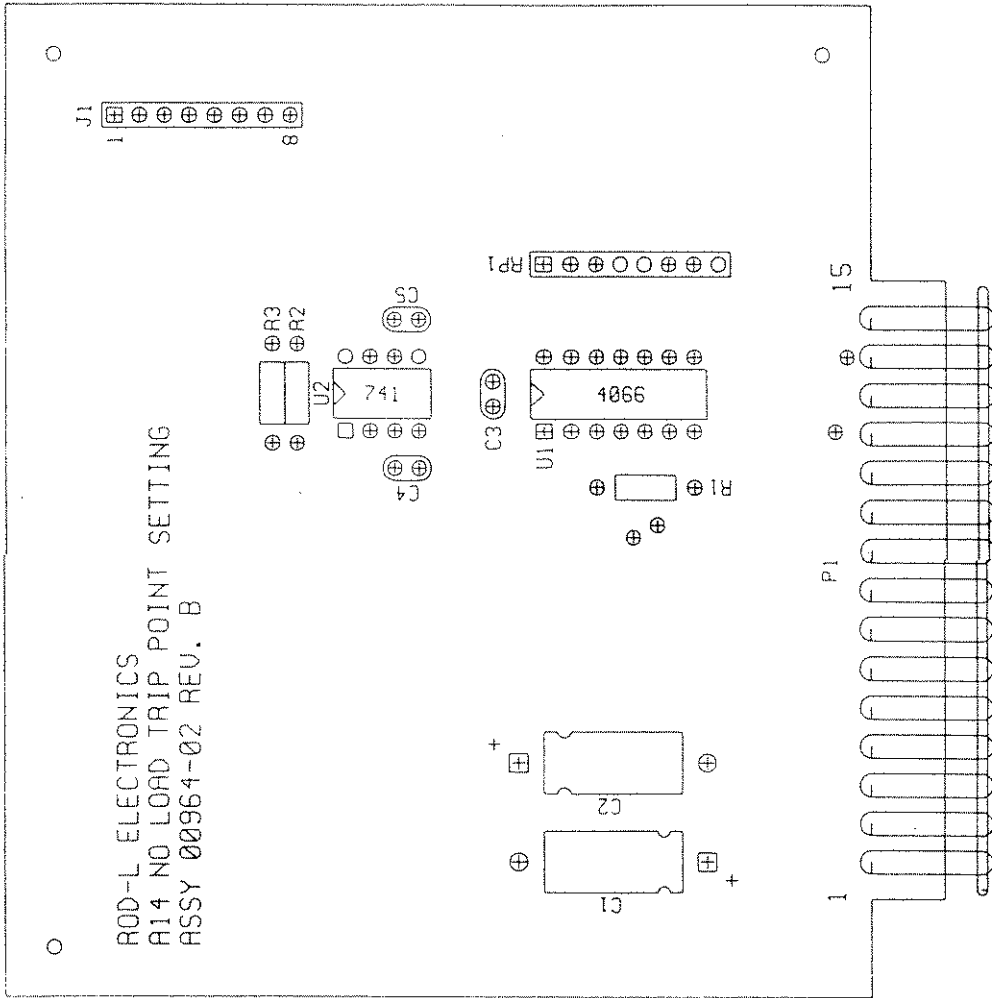 ROD-L ELECTRONICS
A14 NO LOAD TRIP POINT SETTING
ASSY 00964-02 REV. B
J1
1
8
RP1
15
C5
R3
R2
U2
741
C4
C3
U1
4066
R1
P1
+
C2
C1
+
1